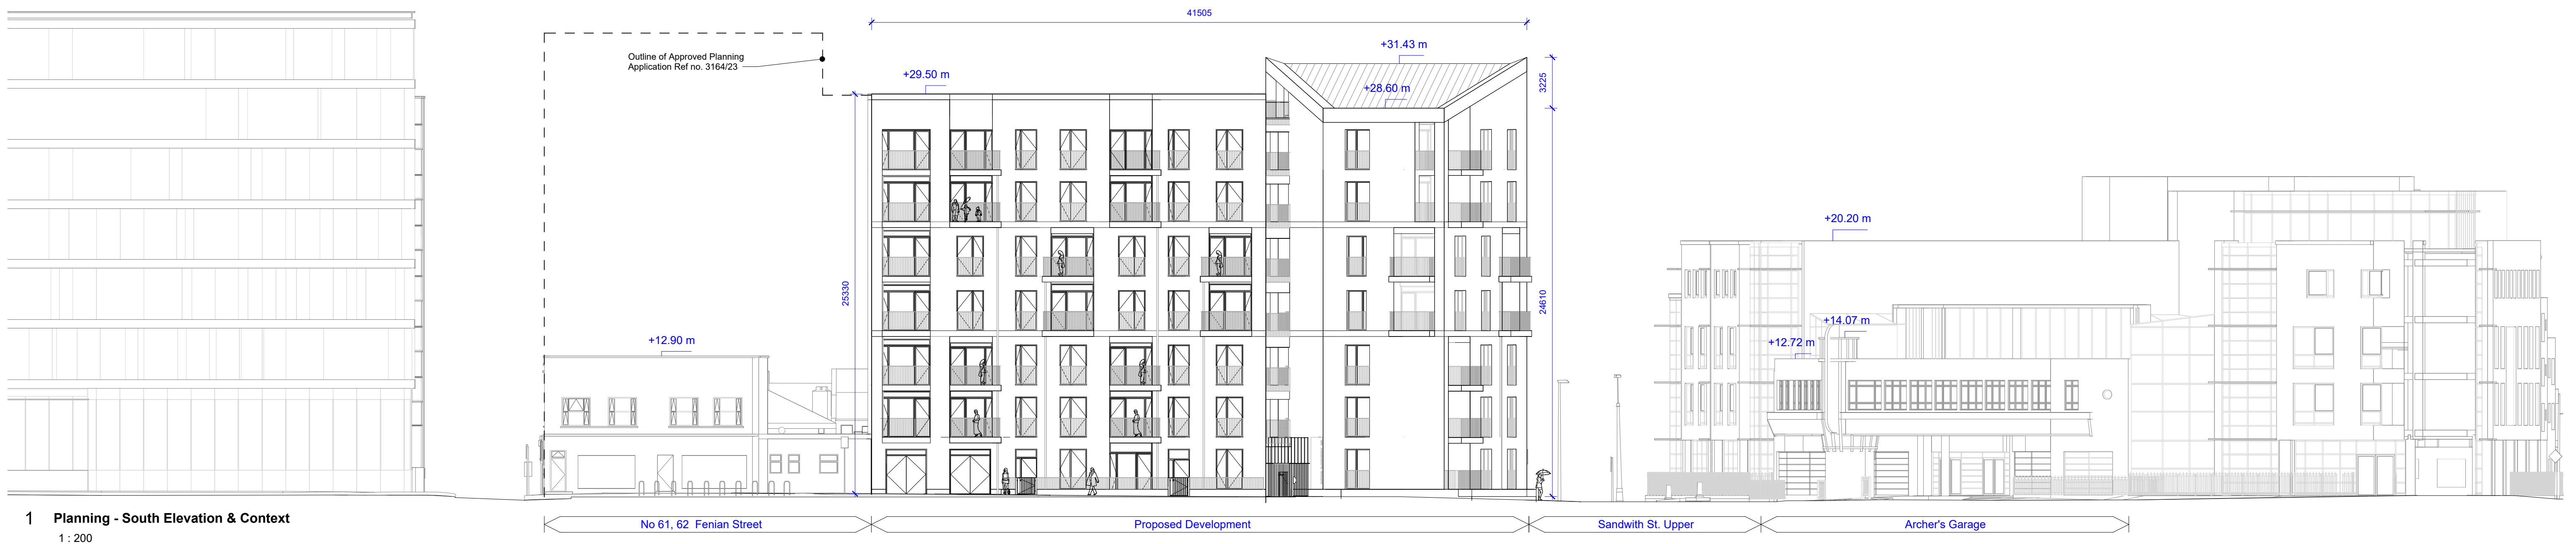 41505
Outline of Approved Planning
Application Ref no. 3164/23
+31.43 m
+29.50 m
+28.60 m
3225
+20.20 m
25330
24610
+14.07 m
+12.90 m
+12.72 m
1 Planning - South Elevation & Context
1 : 200
No 61, 62 Fenian Street
Proposed Development
Sandwith St. Upper
Archer's Garage